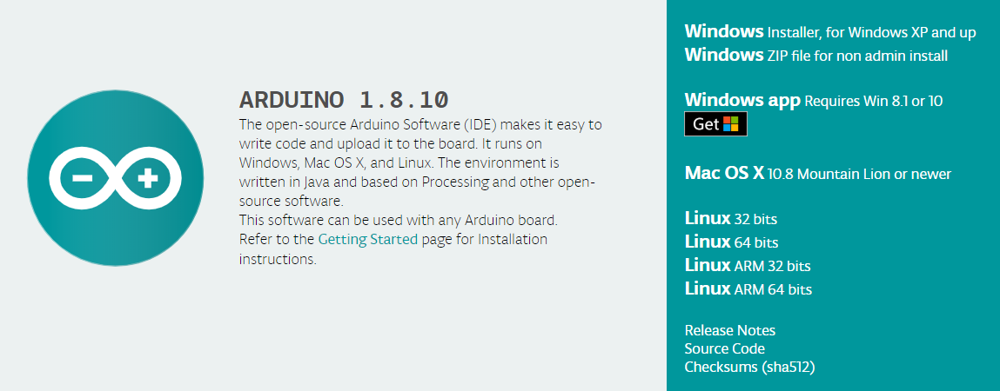 ARDUINO 1.8.10
The open-source Arduino Software (IDE) makes it easy to
write code and upload it to the board. It runs on
Windows, Mac OS X, and Linux. The environment is
written in Java and based on Processing and other open-
source software.
This software can be used with any Arduino board.
Refer to the Getting Started page for Installation
instructions.
Windows Installer, for Windows XP and up
Windows ZIP file for non admin install
Windows app Requires Win 8.1 or 10
Get
Mac OS X 10.8 Mountain Lion or newer
Linux 32 bits
Linux 64 bits
Linux ARM 32 bits
Linux ARM 64 bits
Release Notes
Source Code
Checksums (sha512)